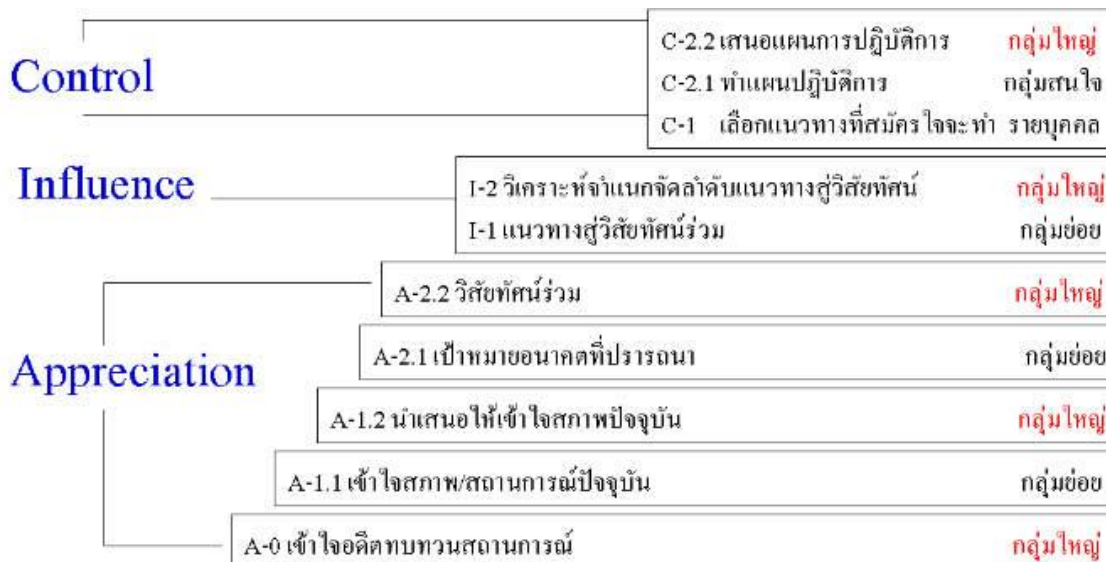 Control
C-2.2 เสนอแผนการปฎิบัติการ กลุ่มใหญ่
C-2.1 ทำแผนปฎิบัติการ กลุ่มสนใจ
C-1 เลือกแนวทางที่สมัครใจจะทำ รายบุคคล
Influence
I-2 วิเคราะห์จำแนกจัดลำดับแนวทางสู่วิสัยทัศน์ กลุ่มใหญ่
I-1 แนวทางสู่วิสัยทัศน์ร่วม กลุ่มย่อย
Appreciation
A-2.2 วิสัยทัศน์ร่วม กลุ่มใหญ่
A-2.1 เป้าหมายอนาคตที่ปรารถนา กลุ่มย่อย
A-1.2 นำเสนอให้เข้าใจสภาพปัจจุบัน กลุ่มใหญ่
A-1.1 เข้าใจสภาพ/สถานการณ์ปัจจุบัน กลุ่มย่อย
A-0 เข้าใจอดีตทบทวนสถานการณ์ กลุ่มใหญ่